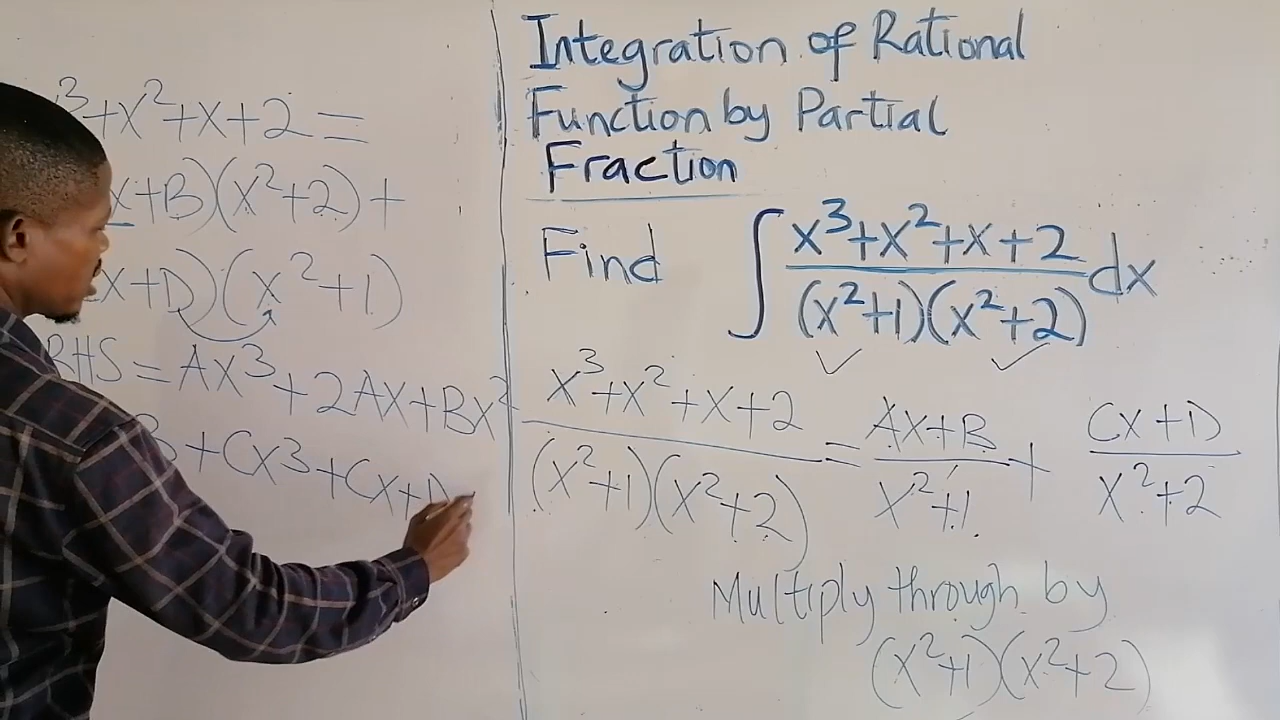 ³+x²+x+2=
x+B)(x²+2)+
x+D)(x²+1)
RHS=Ax³+2Ax+Bx²
+Cx³+Cx+D
Integration of Rational
Function by Partial
Fraction
Find ∫ x³+x²+x+2 dx
(x²+1)(x²+2)
x³+x²+x+2 = Ax+B + Cx+D
(x²+1)(x²+2) x²+1 x²+2
Multiply through by
(x²+1)(x²+2)